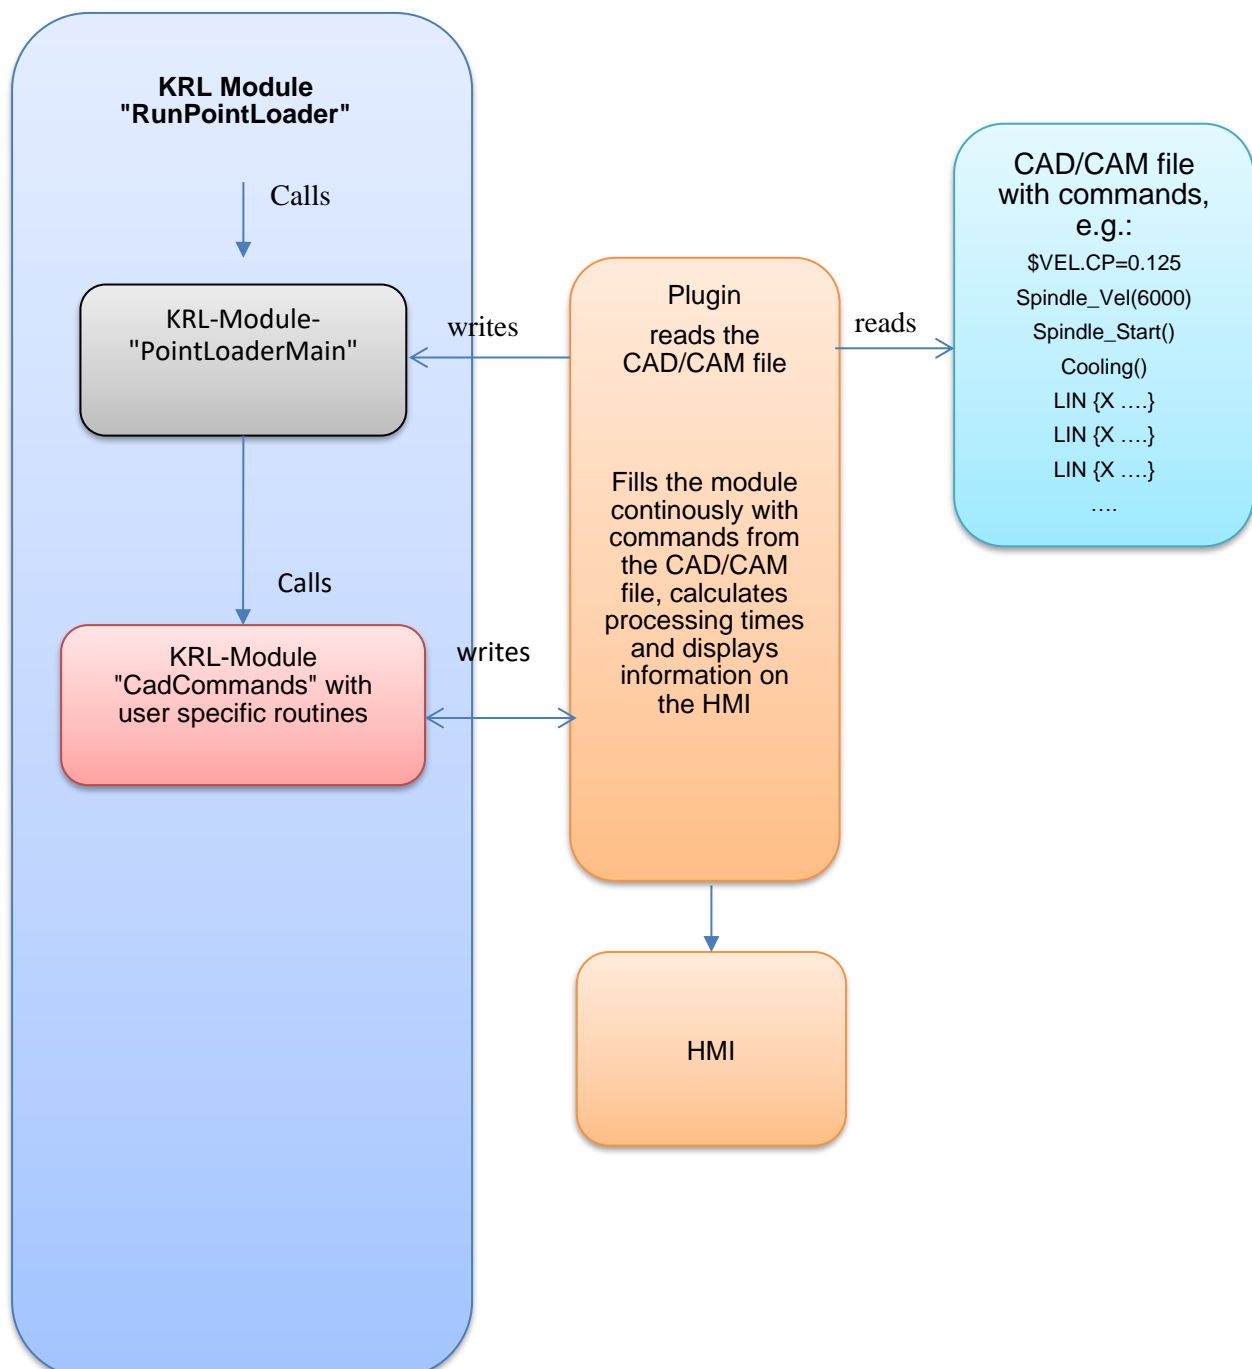 KRL Module
"RunPointLoader"
Calls
KRL-Module-
"PointLoaderMain"
Calls
KRL-Module
"CadCommands" with
user specific routines
writes
writes
Plugin
reads the
CAD/CAM file
Fills the module
continously with
commands from
the CAD/CAM
file, calculates
processing times
and displays
information on
the HMI
HMI
reads
CAD/CAM file
with commands,
e.g.:
$VEL.CP=0.125
Spindle_Vel(6000)
Spindle_Start()
Cooling()
LIN {X ….}
LIN {X ….}
LIN {X ….}
….